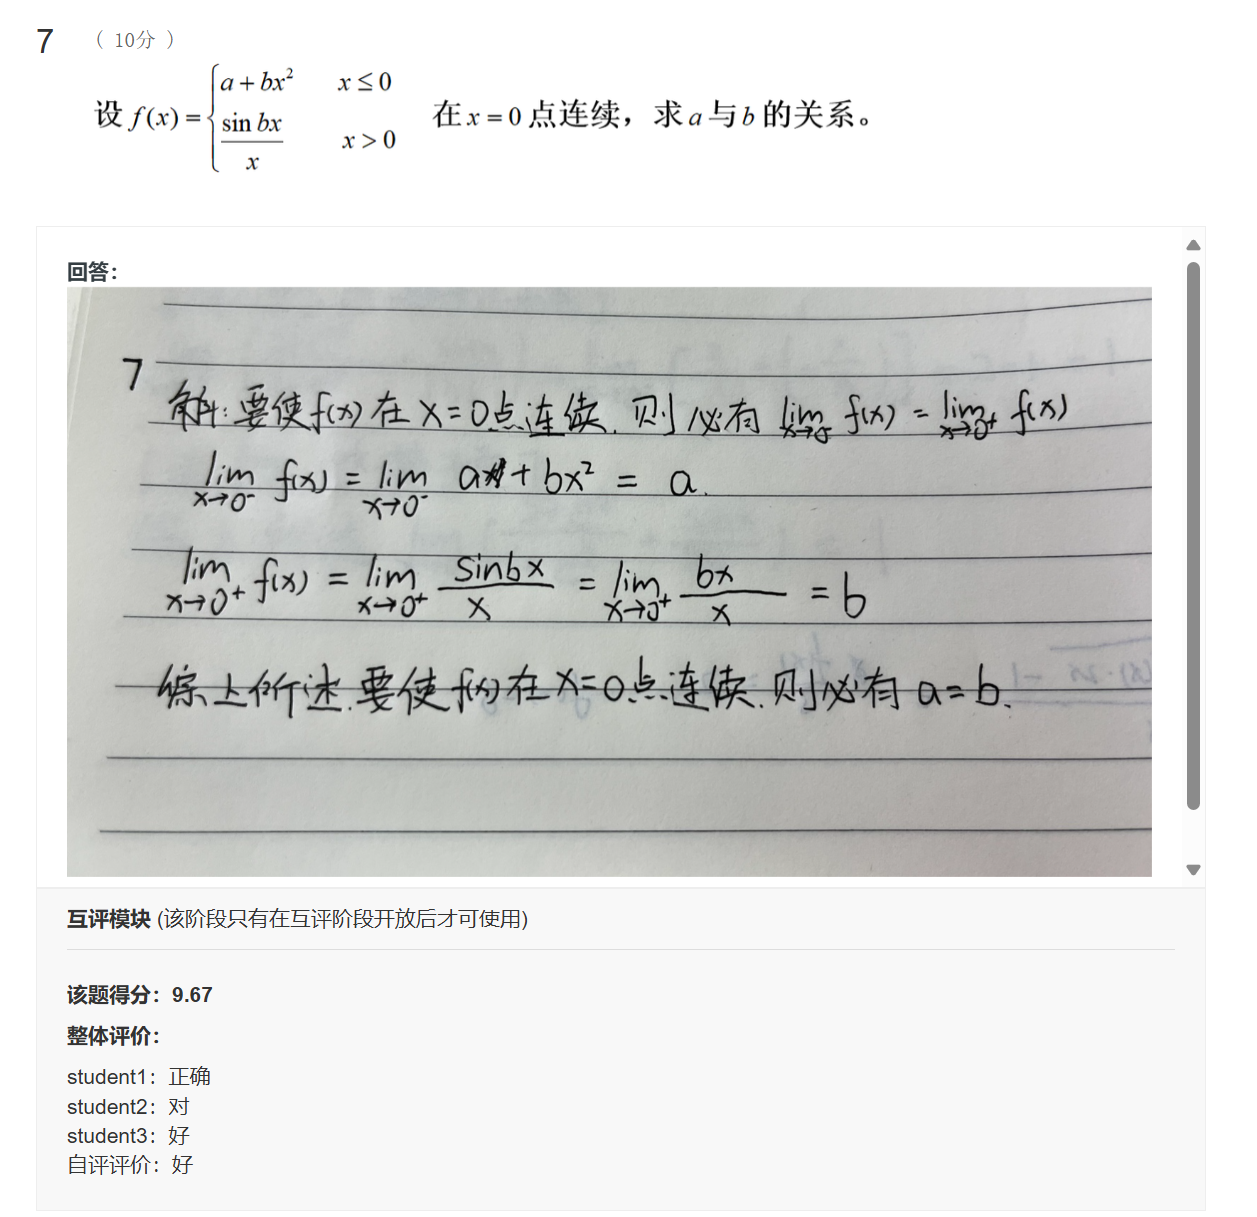 7 （ 10分 ）
设 f(x) = { a + bx² x ≤ 0
sin bx / x x > 0
在 x = 0 点连续，求 a 与 b 的关系。
回答：
7
解：要使f(x)在x=0点连续，则必有 lim x→0⁻ f(x) = lim x→0⁺ f(x)
lim x→0⁻ f(x) = lim x→0⁻ a + bx² = a.
lim x→0⁺ f(x) = lim x→0⁺ sinbx / x = lim x→0⁺ bx / x = b
综上所述，要使f(x)在x=0点连续，则必有a=b.
互评模块 (该阶段只有在互评阶段开放后才可使用)
该题得分：9.67
整体评价：
student1：正确
student2：对
student3：好
自评评价：好